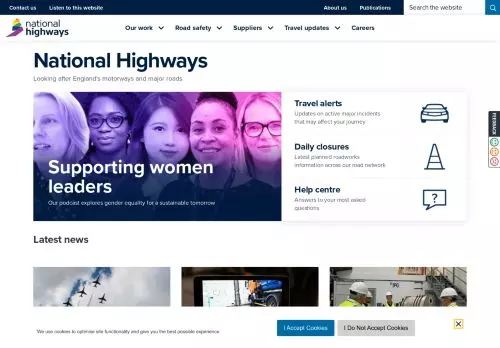 Contact us
Listen to this website
About us
Publications
Search the website
national
highways
Our work
Road safety
Suppliers
Travel updates
Careers
National Highways
Looking after England's motorways and major roads
Supporting women
leaders
Our podcast explores gender equality for a sustainable tomorrow
Travel alerts
Updates on active major incidents
that may affect your journey
Daily closures
Latest planned roadworks
information across our road network
Help centre
Answers to your most asked
questions
FEEDBACK
Latest news
We use cookies to optimise site functionality and give you the best possible experience.
I Accept Cookies
I Do Not Accept Cookies